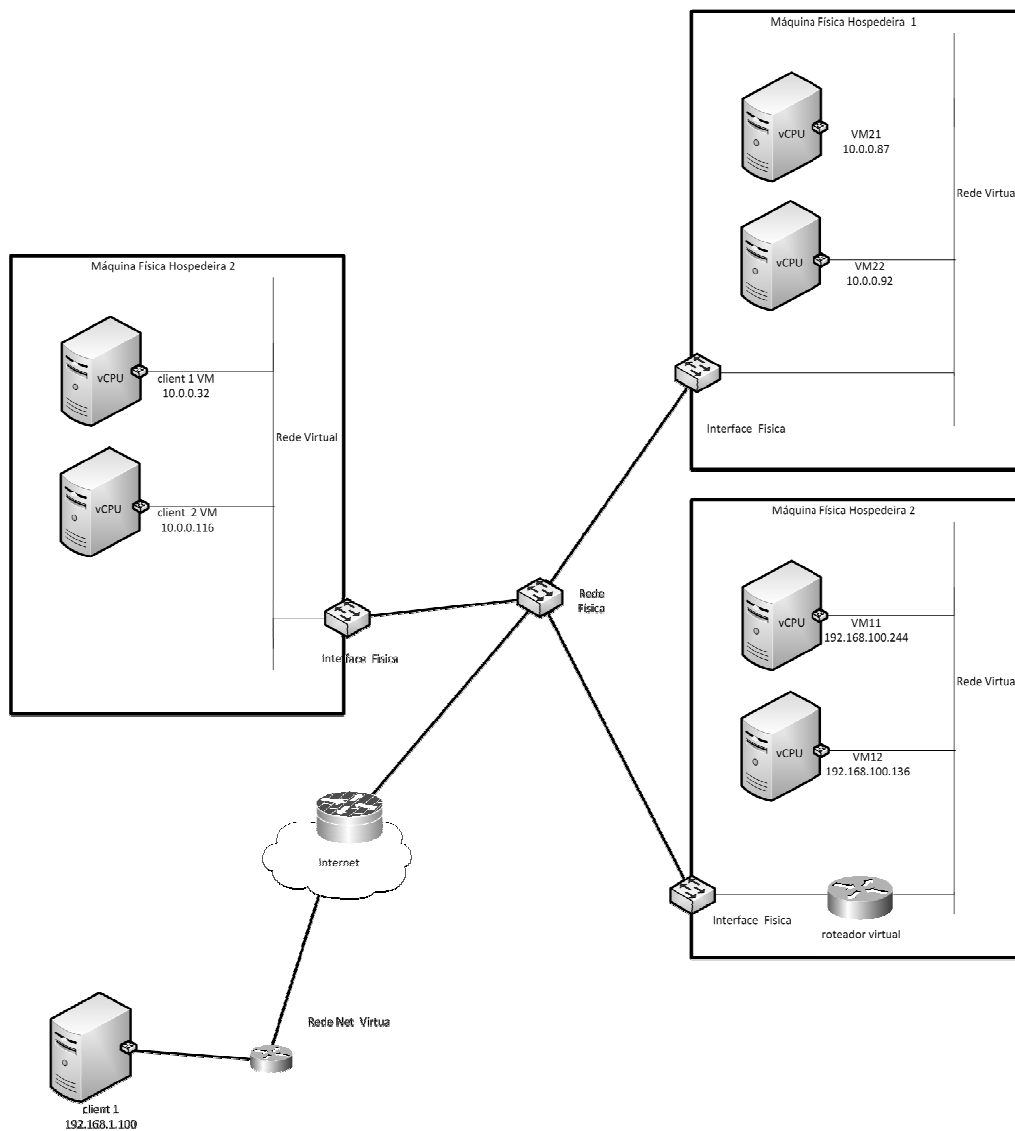 Máquina Física Hospedeira 1
vCPU
VM21
10.0.0.87
Rede Virtual
vCPU
VM22
10.0.0.92
Interface Fisica
Máquina Física Hospedeira 2
vCPU
client 1 VM
10.0.0.32
Rede Virtual
vCPU
client 2 VM
10.0.0.116
Interface Fisica
Rede
Física
Máquina Física Hospedeira 2
vCPU
VM11
192.168.100.244
Rede Virtual
vCPU
VM12
192.168.100.136
Interface Fisica
roteador virtual
Internet
Rede Net Virtua
client 1
192.168.1.100